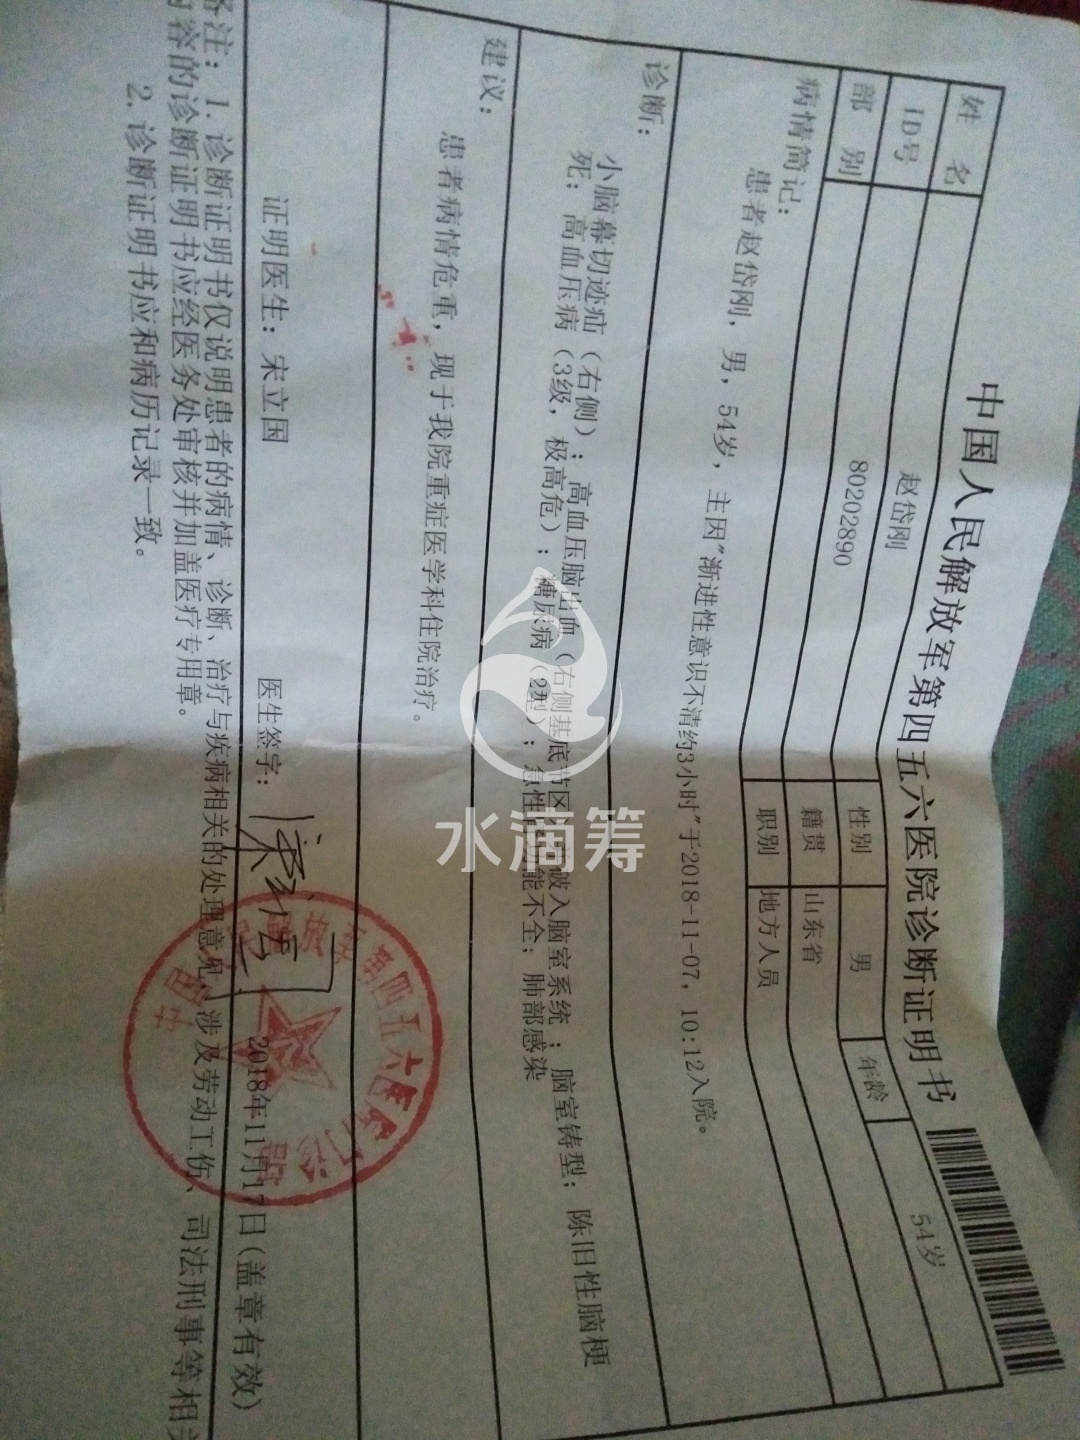 中国人民解放军第四五六医院诊断证明书
姓 名 赵岱刚 性别 男 年龄 54岁
ID号 80202890 籍贯 山东省
部 别 职别 地方人员
病情简记：
患者赵岱刚，男，54岁，主因"渐进性意识不清约3小时"于2018-11-07，10:12入院。
诊断：
小脑幕切迹疝（右侧）；高血压脑出血（右侧基底节区 破入脑室系统；脑室铸型；陈旧性脑梗
死；高血压病（3级，极高危）；糖尿病（2型）；急性 能不全；肺部感染
建议：
患者病情危重，现于我院重症医学科住院治疗。
证明医生：宋立国 医生签字：
2018年11月17日(盖章有效)
备注：1.诊断证明书仅说明患者的病情、诊断、治疗与疾病相关的处理意见，涉及劳动工伤、司法刑事等相关
内容的诊断证明书应经医务处审核并加盖医疗专用章。
2.诊断证明书应和病历记录一致。
中国人民解放军第四五六医院
水滴筹